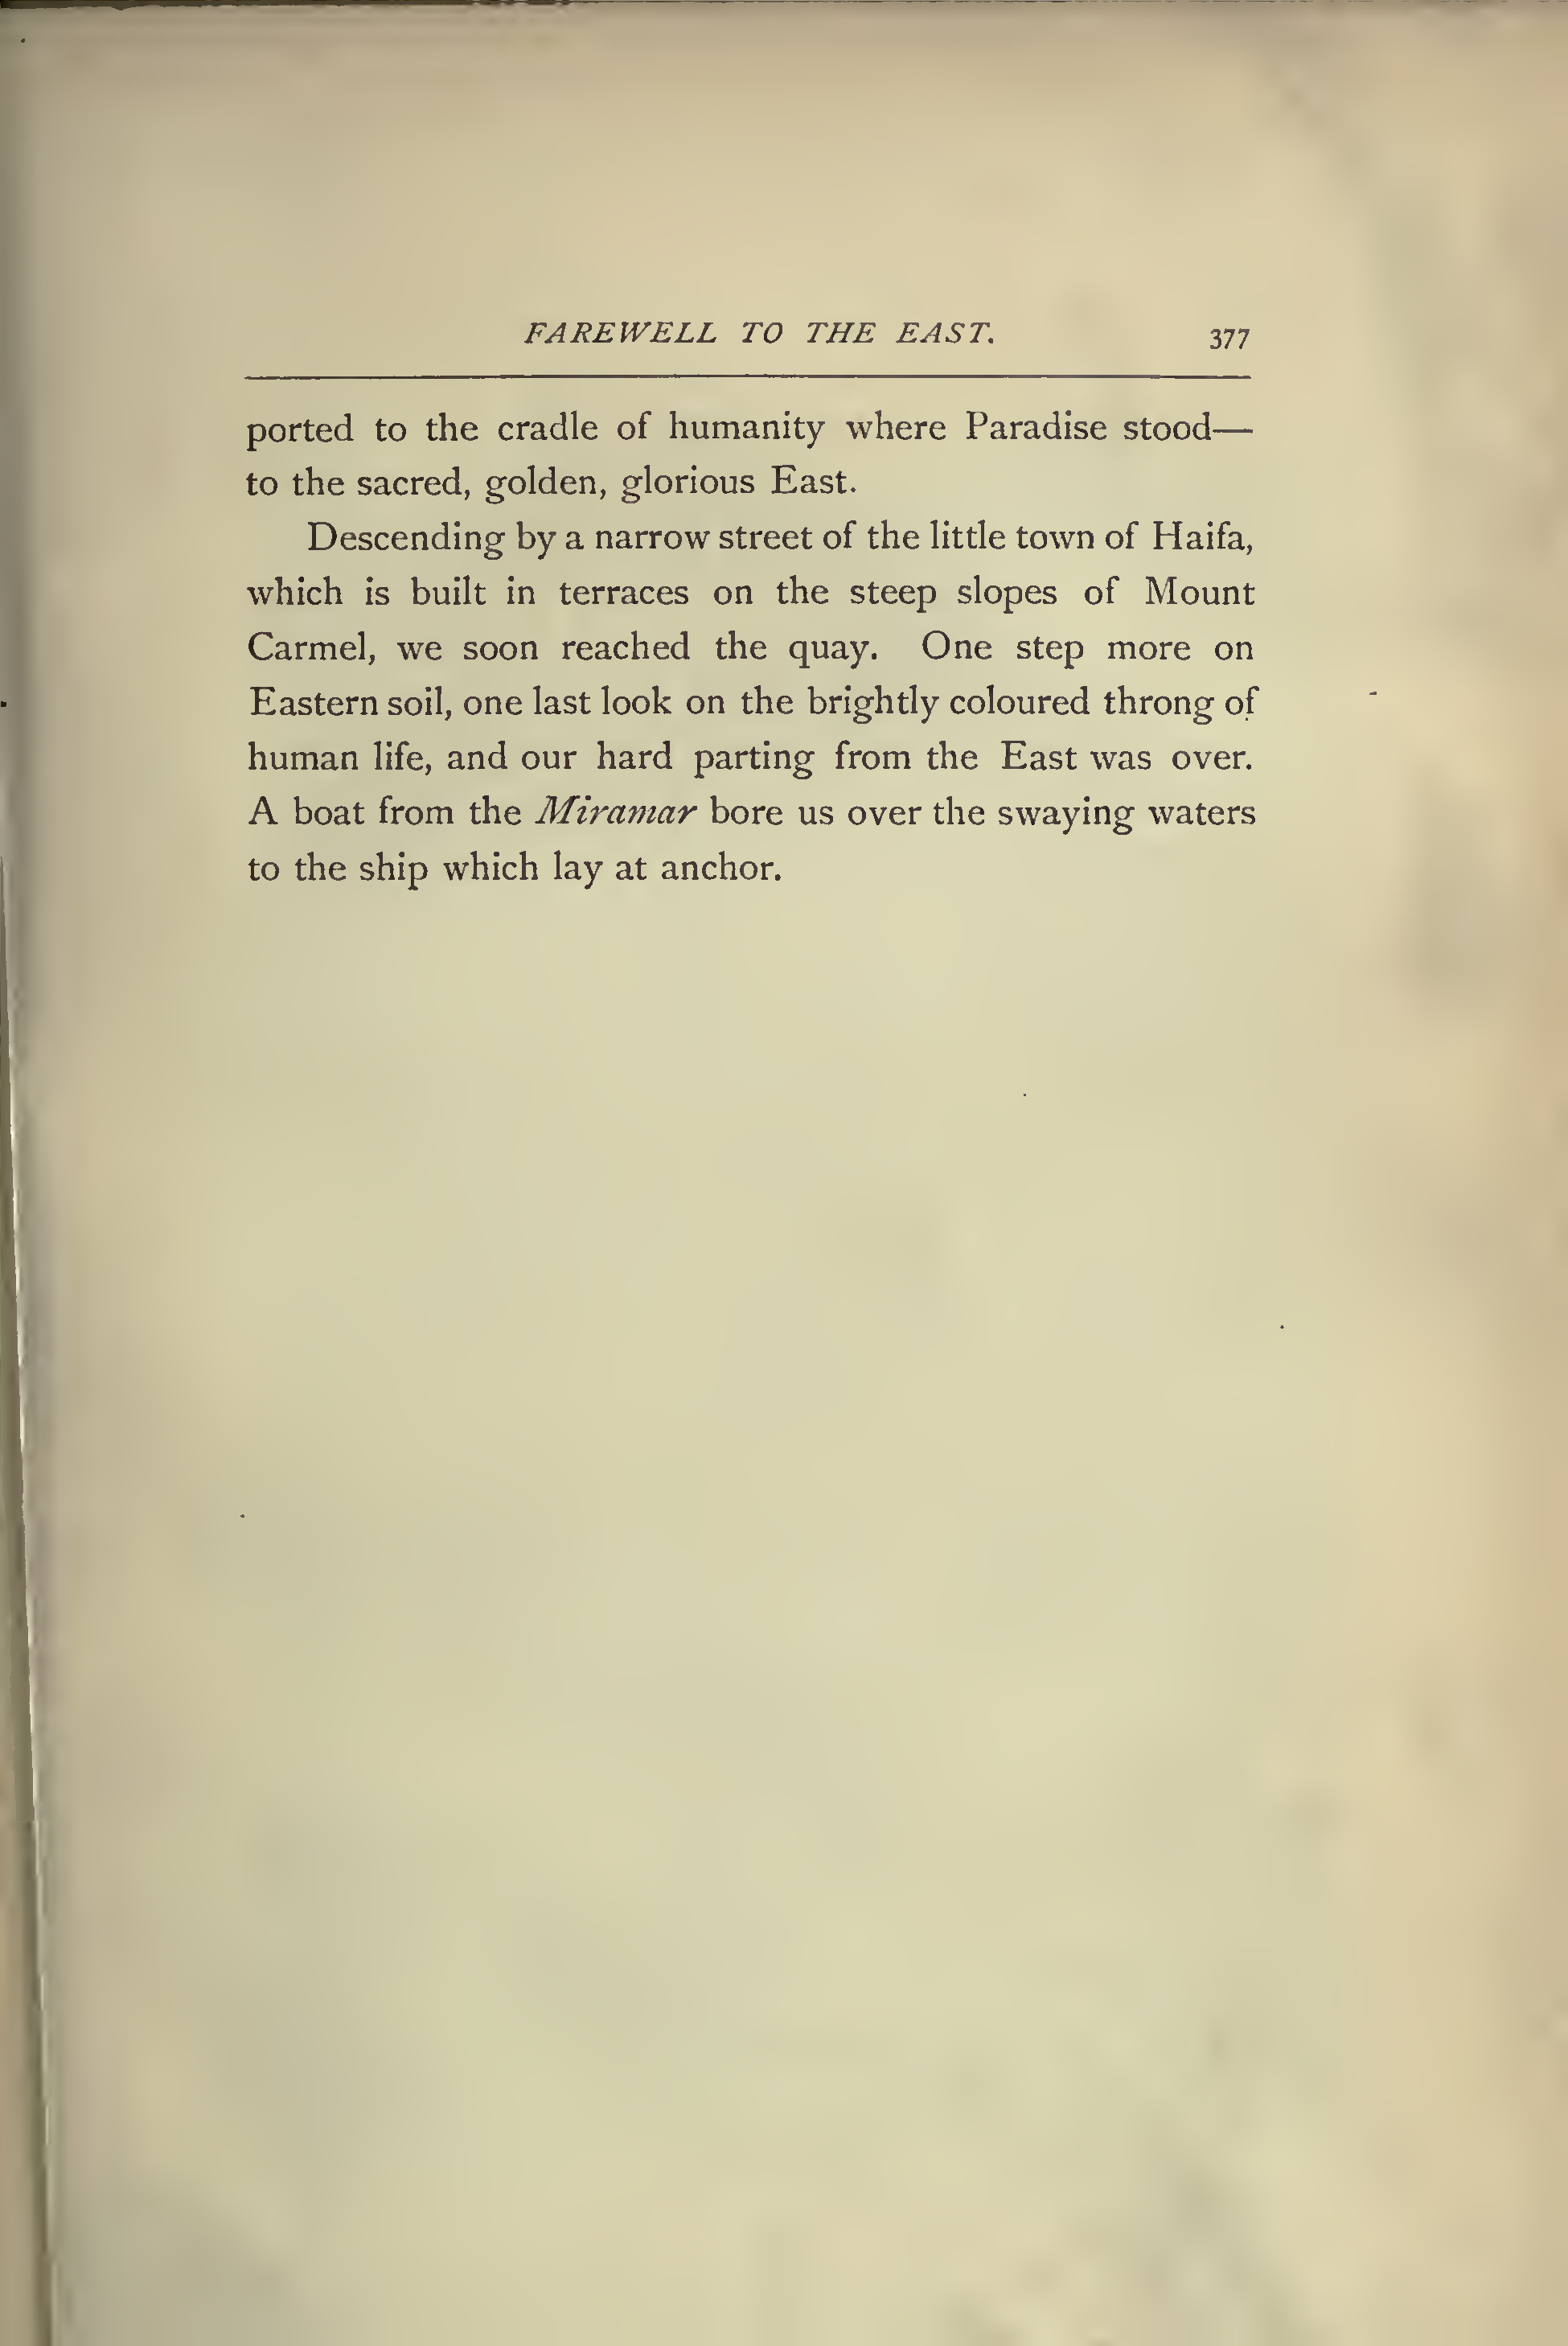 FAREWELL TO THE EAST. 377
ported to the cradle of humanity where Paradise stood—
to the sacred, golden, glorious East.
Descending by a narrow street of the little town of Haifa,
which is built in terraces on the steep slopes of Mount
Carmel, we soon reached the quay. One step more on
Eastern soil, one last look on the brightly coloured throng of
human life, and our hard parting from the East was over.
A boat from the Miramar bore us over the swaying waters
to the ship which lay at anchor.